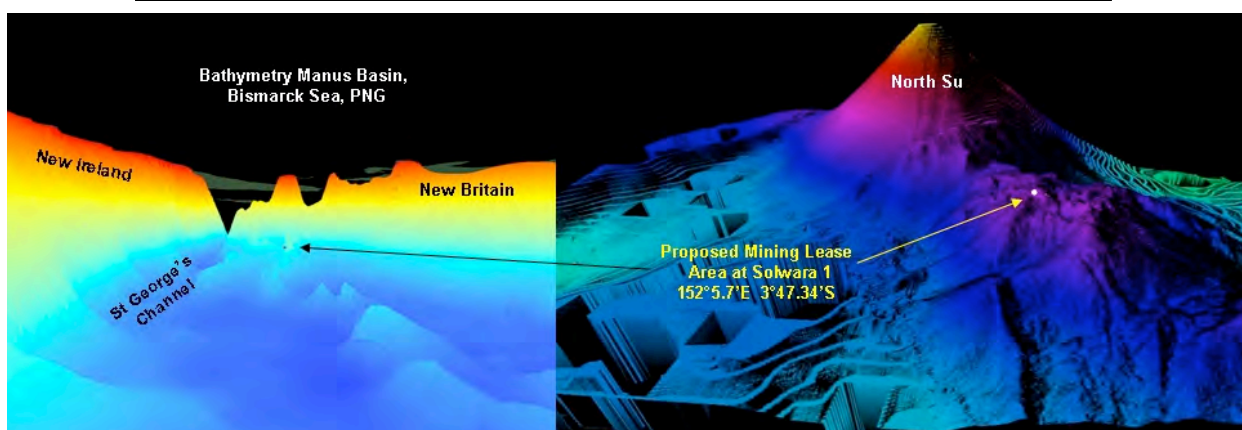 Bathymetry Manus Basin,
Bismarck Sea, PNG
New Ireland
New Britain
St George's
Channel
North Su
Proposed Mining Lease
Area at Solwara 1
152°5.7'E 3°47.34'S